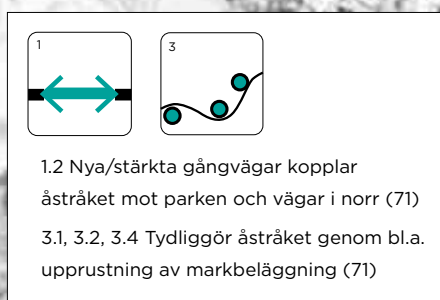 1
3
1.2 Nya/stärkta gångvägar kopplar
åstråket mot parken och vägar i norr (71)
3.1, 3.2, 3.4 Tydliggör åstråket genom bl.a.
upprustning av markbeläggning (71)